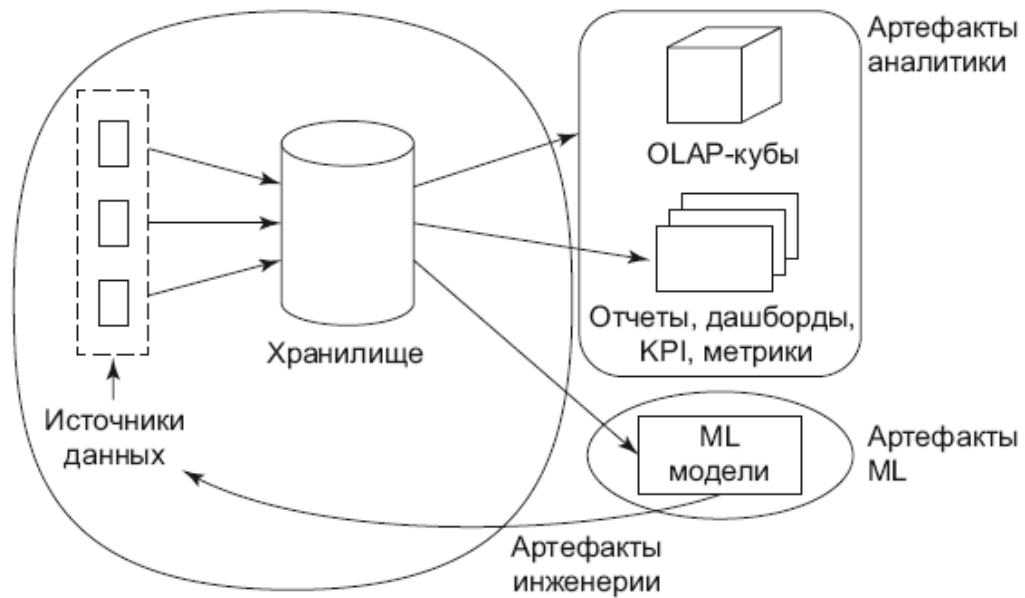 Артефакты
аналитики
OLAP-кубы
Отчеты, дашборды,
KPI, метрики
Хранилище
Источники
данных
ML
модели
Артефакты
ML
Артефакты
инженерии